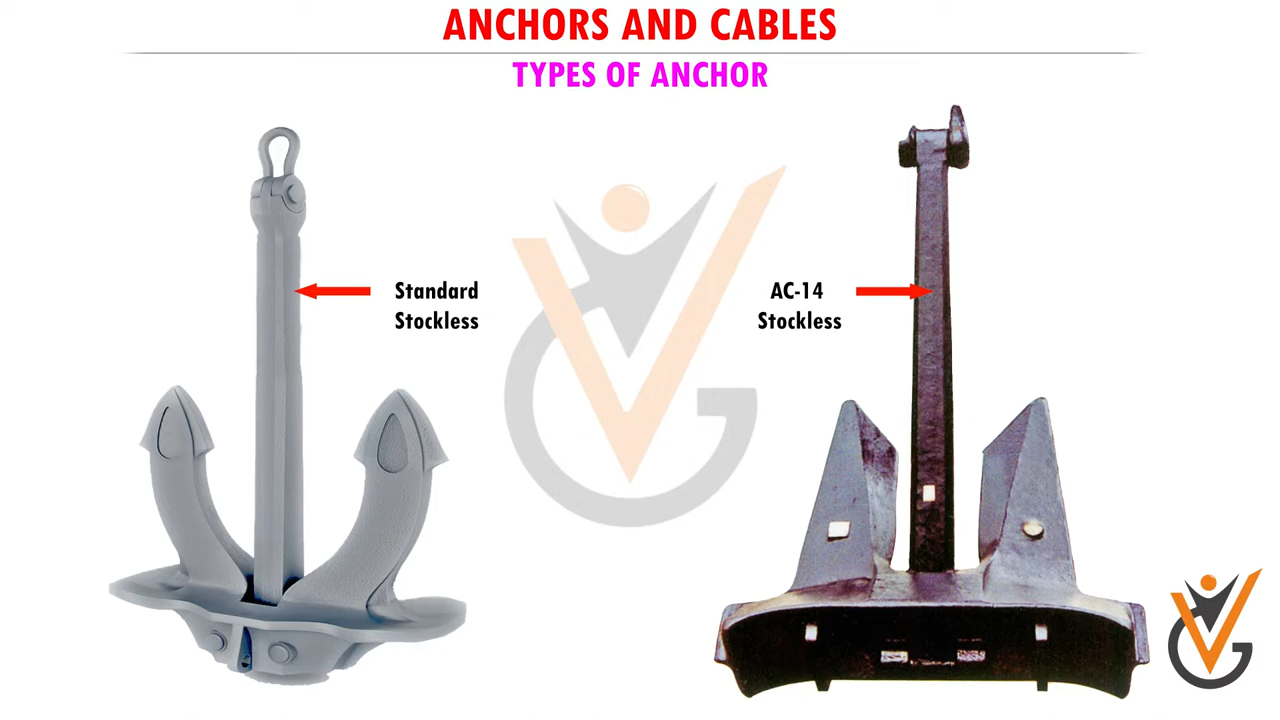 ANCHORS AND CABLES
TYPES OF ANCHOR
Standard
Stockless
AC-14
Stockless